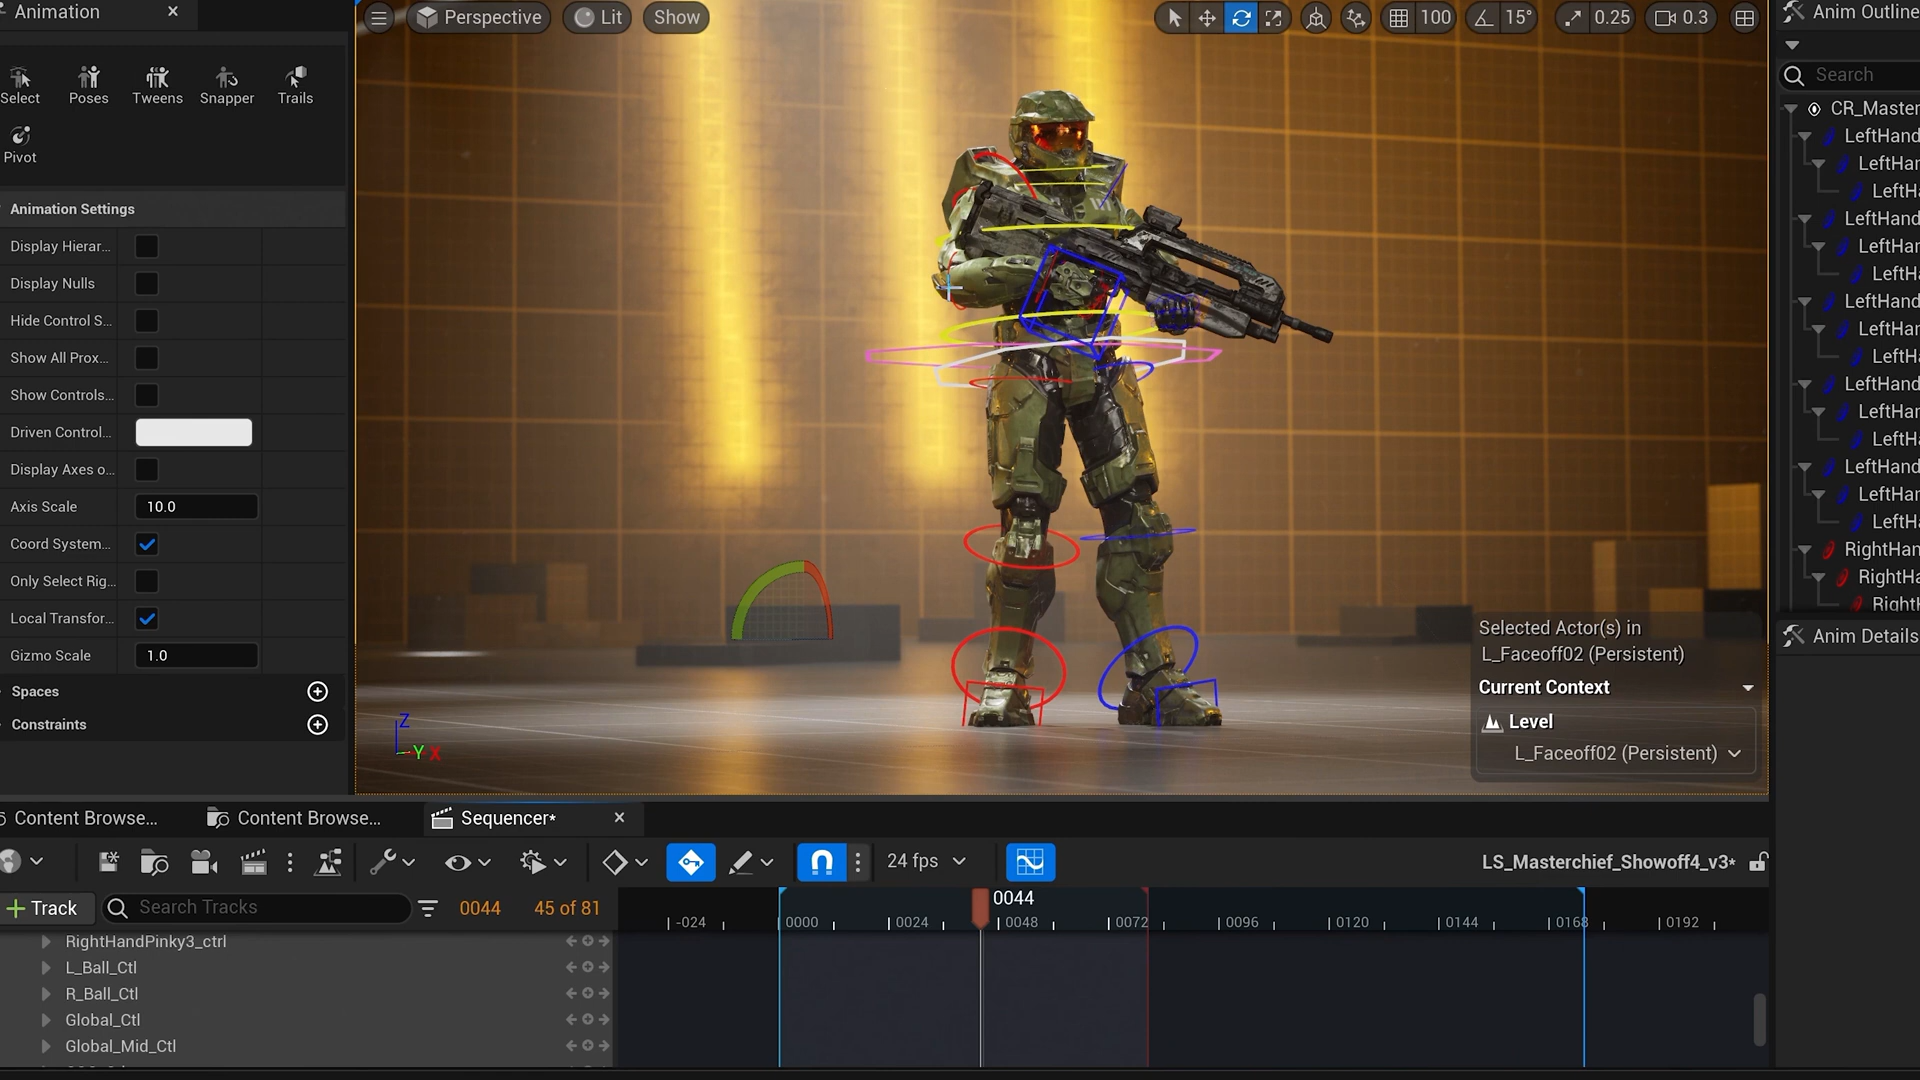 Animation
Perspective
Lit
Show
100
15°
0.25
0.3
Anim Outline
Select
Poses
Tweens
Snapper
Trails
Pivot
Search
CR_Master
LeftHand
LeftHar
LeftHa
LeftHand
LeftHar
LeftHa
LeftHand
LeftHar
LeftHa
LeftHand
LeftHar
LeftHa
LeftHand
LeftHar
LeftHa
RightHan
RightHa
RightH
Anim Details
Animation Settings
Display Hierar...
Display Nulls
Hide Control S...
Show All Prox...
Show Controls...
Driven Control...
Display Axes o...
Axis Scale
10.0
Coord System...
Only Select Rig...
Local Transfor...
Gizmo Scale
1.0
Spaces
Constraints
Z
Y
X
Selected Actor(s) in
L_Faceoff02 (Persistent)
Current Context
Level
L_Faceoff02 (Persistent)
Content Browse...
Content Browse...
Sequencer*
24 fps
LS_Masterchief_Showoff4_v3*
+ Track
Search Tracks
0044
45 of 81
0044
-024
0000
0024
0048
0072
0096
0120
0144
0168
0192
RightHandPinky3_ctrl
L_Ball_Ctl
R_Ball_Ctl
Global_Ctl
Global_Mid_Ctl